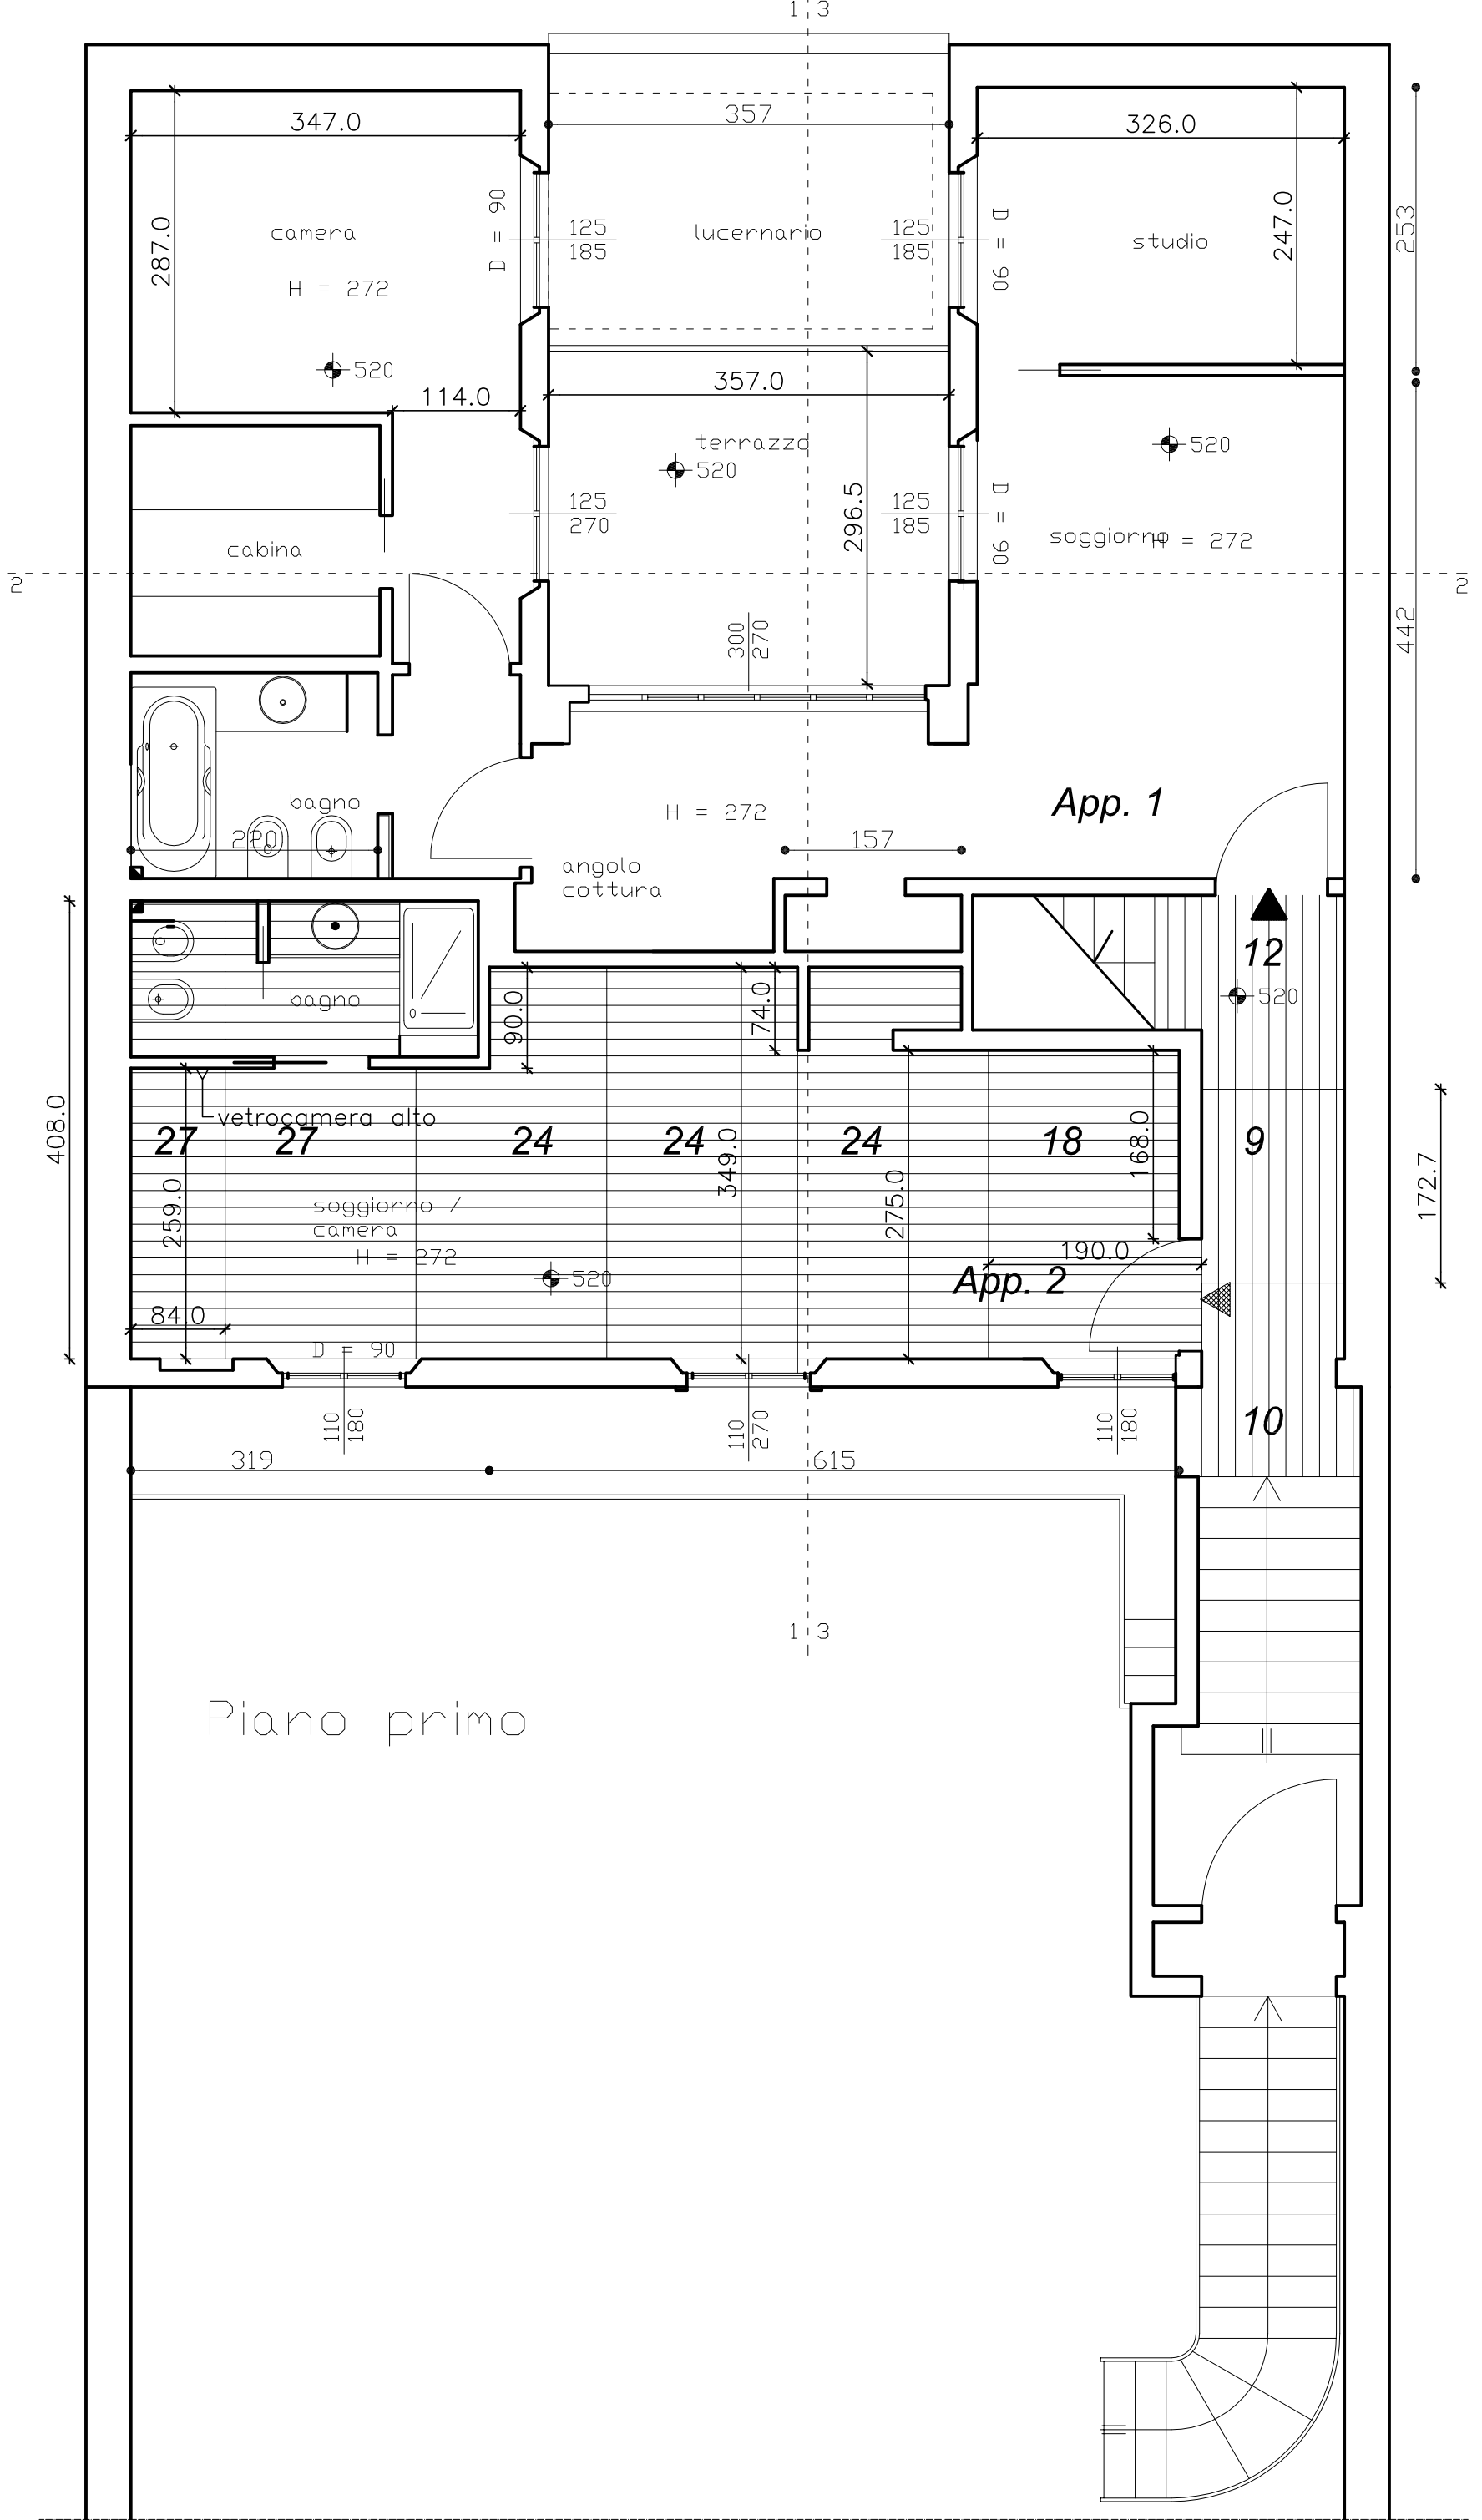 1 3
357
347.0
326.0
D = 90
125
185
lucernario
125
185
D = 90
287.0
camera
H = 272
247.0
studio
253
520
114.0
357.0
terrazzo
520
520
296.5
125
270
125
185
D = 90
cabina
soggiorno
H = 272
2
2
300
270
442
bagno
220
H = 272
157
App. 1
angolo
cottura
12
520
bagno
90.0
74.0
408.0
vetrocamera alto
27
27
24
24
349.0
24
18
168.0
9
172.7
259.0
soggiorno /
camera
H = 272
275.0
190.0
520
App. 2
84.0
D = 90
110
180
110
270
110
180
10
319
615
1 3
Piano primo